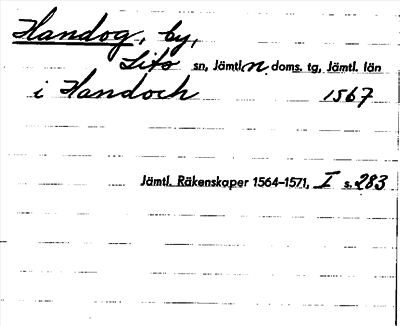 Handog, by,
Lits sn, Jämtl. n. doms. tg, Jämtl. län
i Handoch 1567
Jämtl. Räkenskaper 1564–1571, I s. 283